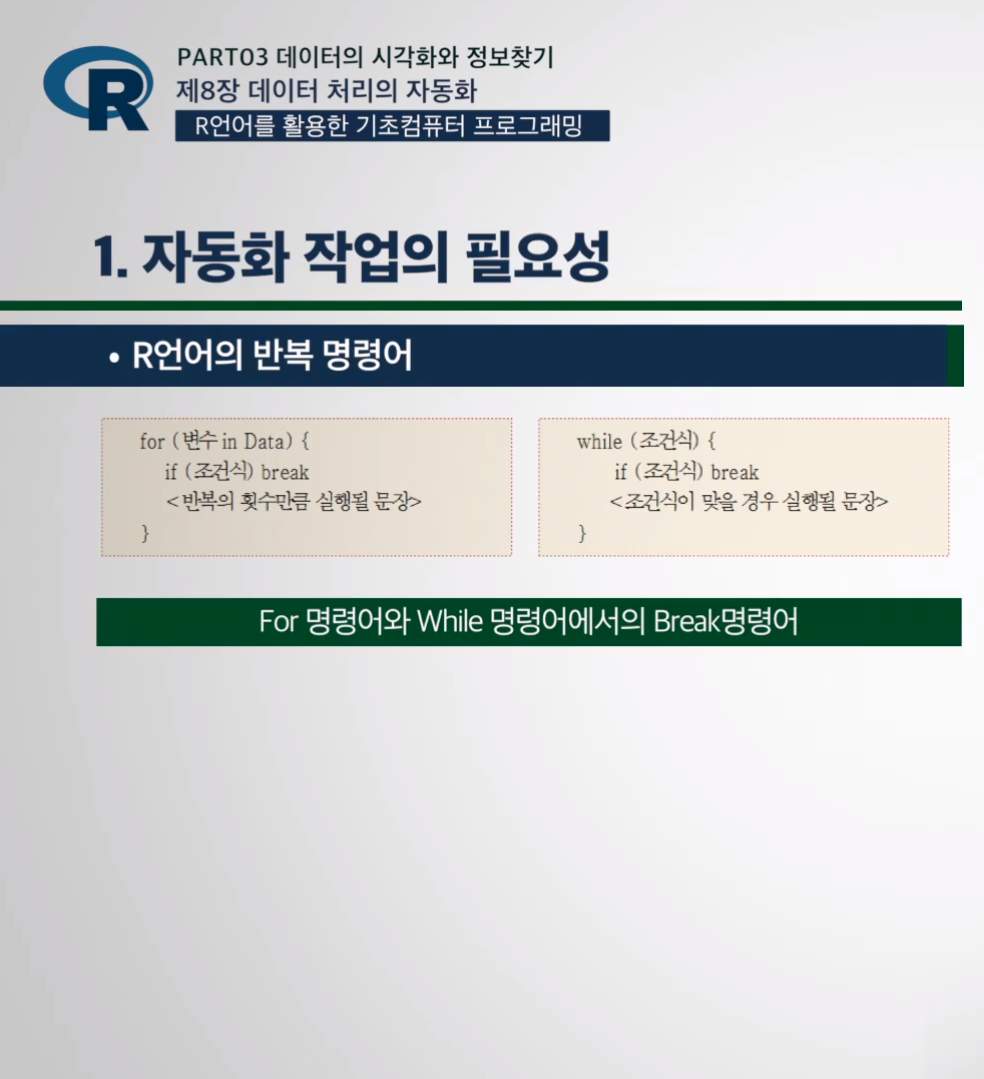 R
PART03 데이터의 시각화와 정보찾기
제8장 데이터 처리의 자동화
R언어를 활용한 기초컴퓨터 프로그래밍
1. 자동화 작업의 필요성
• R언어의 반복 명령어
for (변수 in Data) {
if (조건식) break
<반복의 횟수만큼 실행될 문장>
}
while (조건식) {
if (조건식) break
<조건식이 맞을 경우 실행될 문장>
}
For 명령어와 While 명령어에서의 Break명령어